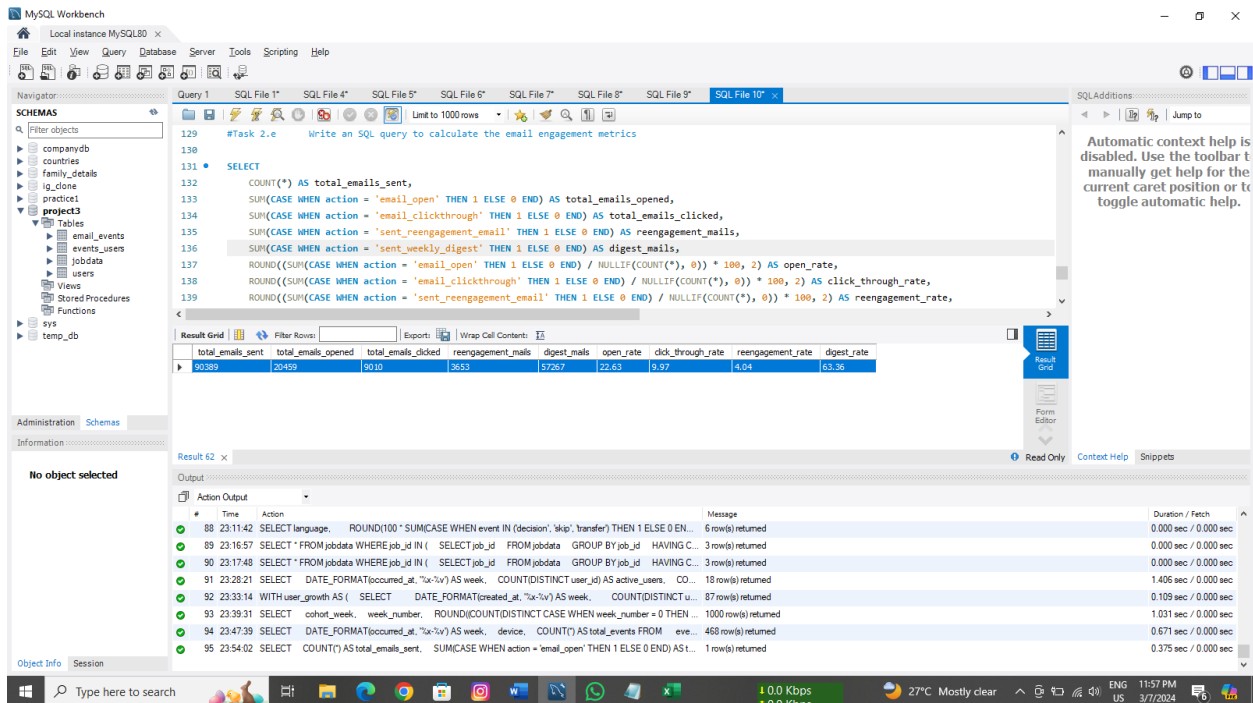 MySQL Workbench
Local instance MySQL80 ×
File Edit View Query Database Server Tools Scripting Help
Navigator
SCHEMAS
Filter objects
companydb
countries
family_details
ig_clone
practice1
project3
Tables
email_events
events_users
jobdata
users
Views
Stored Procedures
Functions
sys
temp_db
Administration Schemas
Information
No object selected
Object Info Session
Query 1 SQL File 1* SQL File 4* SQL File 5* SQL File 6* SQL File 7* SQL File 8* SQL File 9* SQL File 10* ×
Limit to 1000 rows
129 #Task 2.e Write an SQL query to calculate the email engagement metrics
130
131 SELECT
132 COUNT(*) AS total_emails_sent,
133 SUM(CASE WHEN action = 'email_open' THEN 1 ELSE 0 END) AS total_emails_opened,
134 SUM(CASE WHEN action = 'email_clickthrough' THEN 1 ELSE 0 END) AS total_emails_clicked,
135 SUM(CASE WHEN action = 'sent_reengagement_email' THEN 1 ELSE 0 END) AS reengagement_mails,
136 SUM(CASE WHEN action = 'sent_weekly_digest' THEN 1 ELSE 0 END) AS digest_mails,
137 ROUND((SUM(CASE WHEN action = 'email_open' THEN 1 ELSE 0 END) / NULLIF(COUNT(*), 0)) * 100, 2) AS open_rate,
138 ROUND((SUM(CASE WHEN action = 'email_clickthrough' THEN 1 ELSE 0 END) / NULLIF(COUNT(*), 0)) * 100, 2) AS click_through_rate,
139 ROUND((SUM(CASE WHEN action = 'sent_reengagement_email' THEN 1 ELSE 0 END) / NULLIF(COUNT(*), 0)) * 100, 2) AS reengagement_rate,
Result Grid Filter Rows: Export: Wrap Cell Content:
total_emails_sent total_emails_opened total_emails_clicked reengagement_mails digest_mails open_rate click_through_rate reengagement_rate digest_rate
90389 20459 9010 3653 57267 22.63 9.97 4.04 63.36
Result Grid
Form Editor
Result 62 ×
Read Only
SQLAdditions
Jump to
Automatic context help is
disabled. Use the toolbar t
manually get help for the
current caret position or to
toggle automatic help.
Context Help Snippets
Output
Action Output
# Time Action Message Duration / Fetch
88 23:11:42 SELECT language, ROUND(100 * SUM(CASE WHEN event IN ('decision', 'skip', 'transfer') THEN 1 ELSE 0 EN... 6 row(s) returned 0.000 sec / 0.000 sec
89 23:16:57 SELECT * FROM jobdata WHERE job_id IN ( SELECT job_id FROM jobdata GROUP BY job_id HAVING C... 3 row(s) returned 0.000 sec / 0.000 sec
90 23:17:48 SELECT * FROM jobdata WHERE job_id IN ( SELECT job_id FROM jobdata GROUP BY job_id HAVING C... 3 row(s) returned 0.000 sec / 0.000 sec
91 23:28:21 SELECT DATE_FORMAT(occurred_at, '%x-%v') AS week, COUNT(DISTINCT user_id) AS active_users, CO... 18 row(s) returned 1.406 sec / 0.000 sec
92 23:33:14 WITH user_growth AS ( SELECT DATE_FORMAT(created_at, '%x-%v') AS week, COUNT(DISTINCT u... 87 row(s) returned 0.109 sec / 0.000 sec
93 23:39:31 SELECT cohort_week, week_number, ROUND((COUNT(DISTINCT CASE WHEN week_number = 0 THEN ... 1000 row(s) returned 1.031 sec / 0.000 sec
94 23:47:39 SELECT DATE_FORMAT(occurred_at, '%x-%v') AS week, device, COUNT(*) AS total_events FROM eve... 468 row(s) returned 0.671 sec / 0.000 sec
95 23:54:02 SELECT COUNT(*) AS total_emails_sent, SUM(CASE WHEN action = 'email_open' THEN 1 ELSE 0 END) AS t... 1 row(s) returned 0.375 sec / 0.000 sec
Type here to search
0.0 Kbps
27°C Mostly clear
ENG
US
11:57 PM
3/7/2024